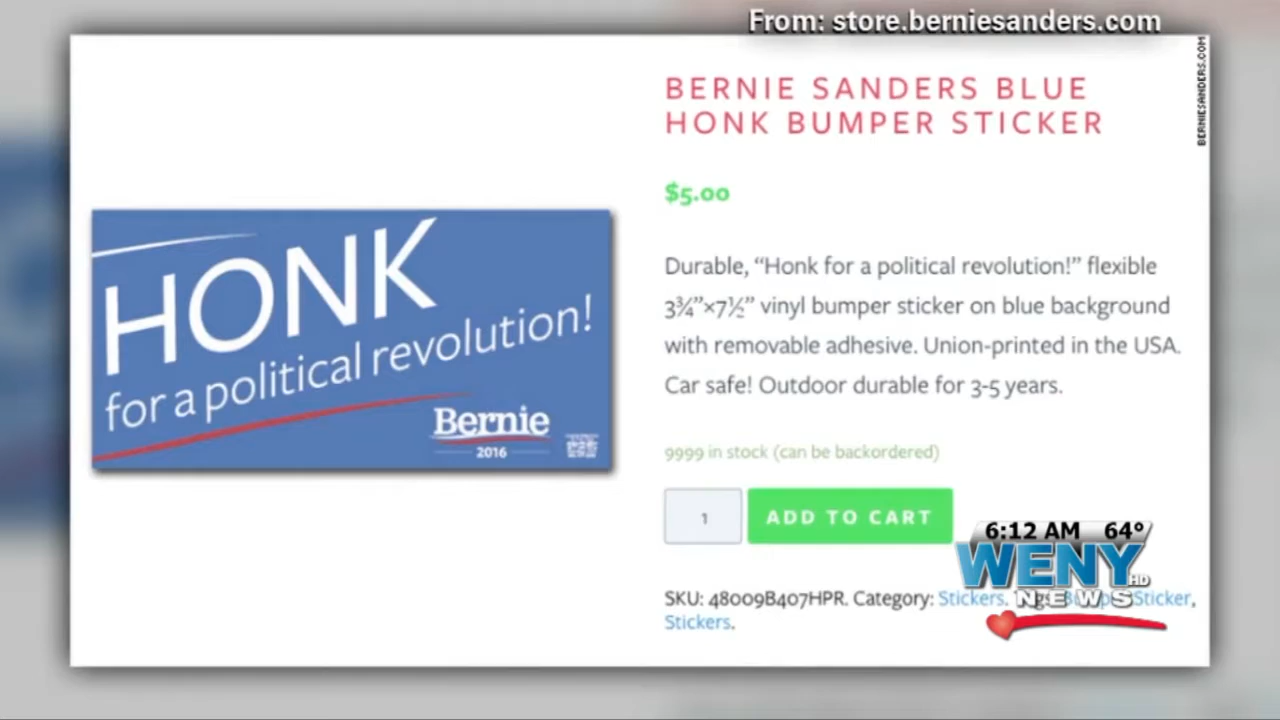 From: store.berniesanders.com
BERNIESANDERS.COM
BERNIE SANDERS BLUE
HONK BUMPER STICKER
$5.00
HONK
for a political revolution!
Bernie
2016
Durable, “Honk for a political revolution!” flexible
3¾”×7½” vinyl bumper sticker on blue background
with removable adhesive. Union-printed in the USA.
Car safe! Outdoor durable for 3-5 years.
9999 in stock (can be backordered)
1
ADD TO CART
6:12 AM 64°
WENY HD
NEWS
SKU: 48009B407HPR. Category: Stickers. Sticker,
Stickers.